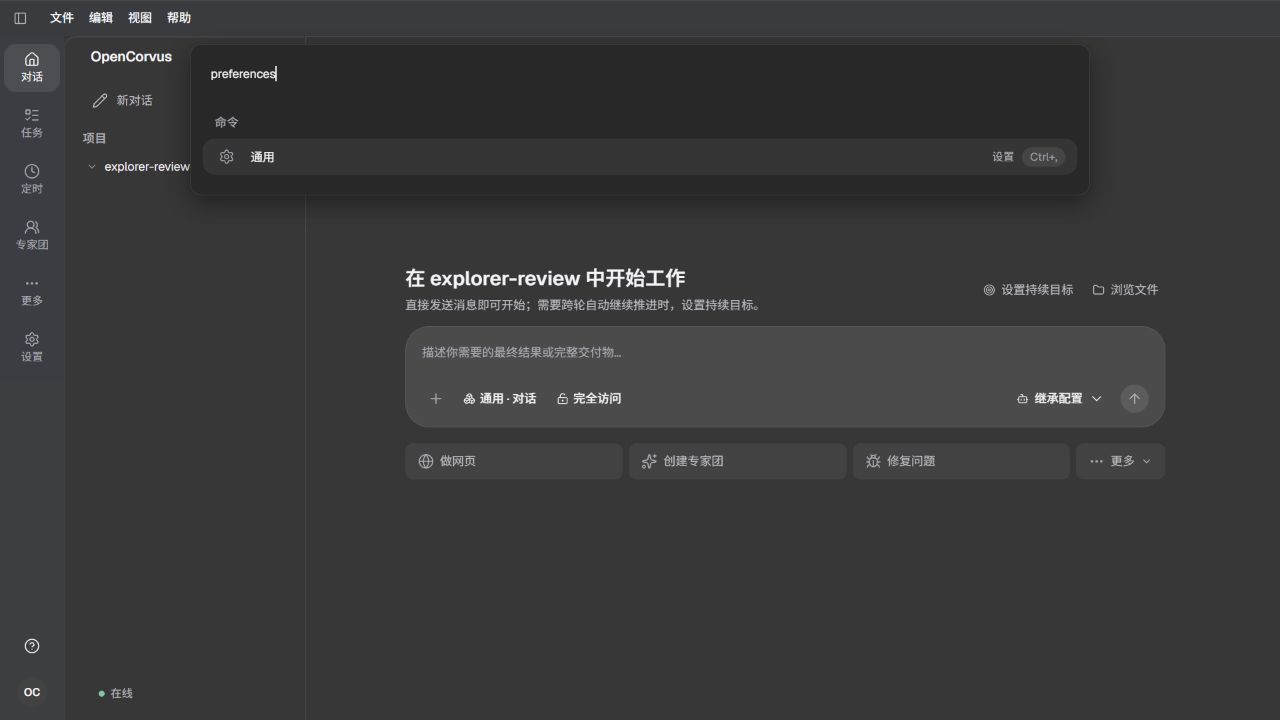 文件 编辑 视图 帮助
对话
任务
定时
专家团
更多
设置
OC
OpenCorvus
新对话
项目
explorer-review
在线
preferences
命令
通用 设置 Ctrl+,
在 explorer-review 中开始工作
直接发送消息即可开始；需要跨轮自动继续推进时，设置持续目标。
设置持续目标 浏览文件
描述你需要的最终结果或完整交付物...
通用 · 对话 完全访问 继承配置
做网页 创建专家团 修复问题 更多